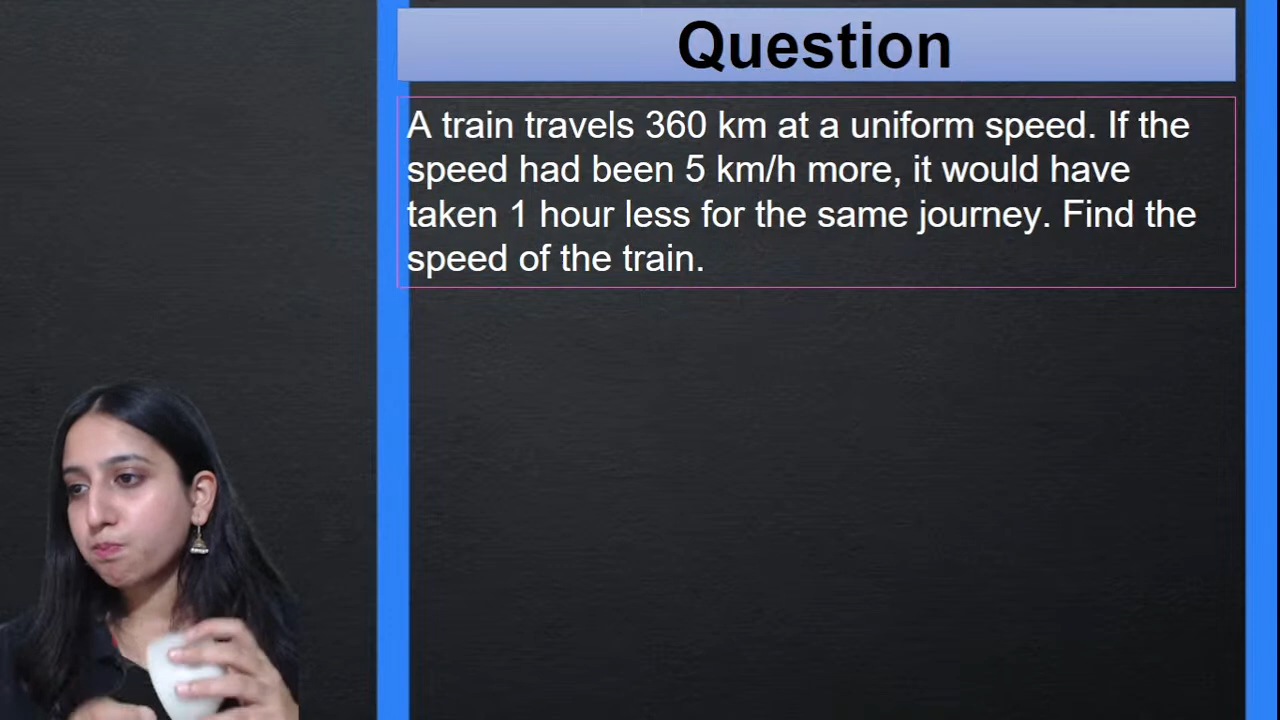 Question
A train travels 360 km at a uniform speed. If the
speed had been 5 km/h more, it would have
taken 1 hour less for the same journey. Find the
speed of the train.